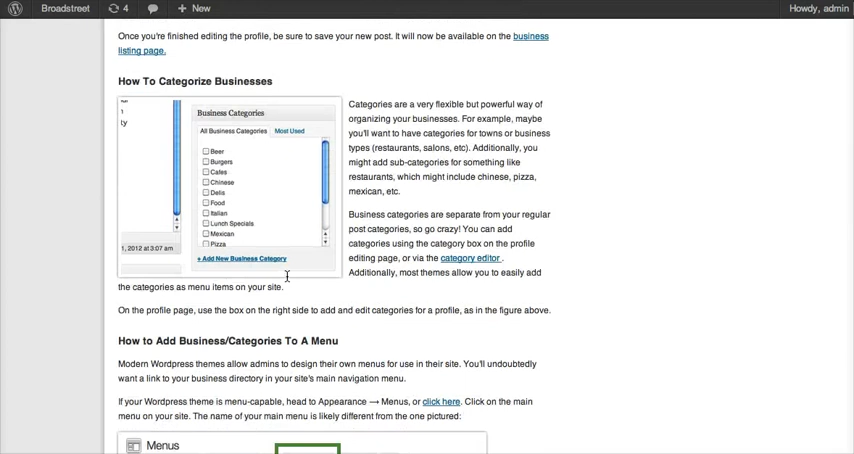 Broadstreet 4 New Howdy, admin
Once you're finished editing the profile, be sure to save your new post. It will now be available on the business
listing page.
How To Categorize Businesses
ty
1, 2012 at 3:07 am
Business Categories
All Business Categories Most Used
Beer
Burgers
Cafes
Chinese
Delis
Food
Italian
Lunch Specials
Mexican
Pizza
+ Add New Business Category
Categories are a very flexible but powerful way of
organizing your businesses. For example, maybe
you'll want to have categories for towns or business
types (restaurants, salons, etc). Additionally, you
might add sub-categories for something like
restaurants, which might include chinese, pizza,
mexican, etc.
Business categories are separate from your regular
post categories, so go crazy! You can add
categories using the category box on the profile
editing page, or via the category editor .
Additionally, most themes allow you to easily add
the categories as menu items on your site.
On the profile page, use the box on the right side to add and edit categories for a profile, as in the figure above.
How to Add Business/Categories To A Menu
Modern Wordpress themes allow admins to design their own menus for use in their site. You'll undoubtedly
want a link to your business directory in your site's main navigation menu.
If your Wordpress theme is menu-capable, head to Appearance → Menus, or click here. Click on the main
menu on your site. The name of your main menu is likely different from the one pictured:
Menus